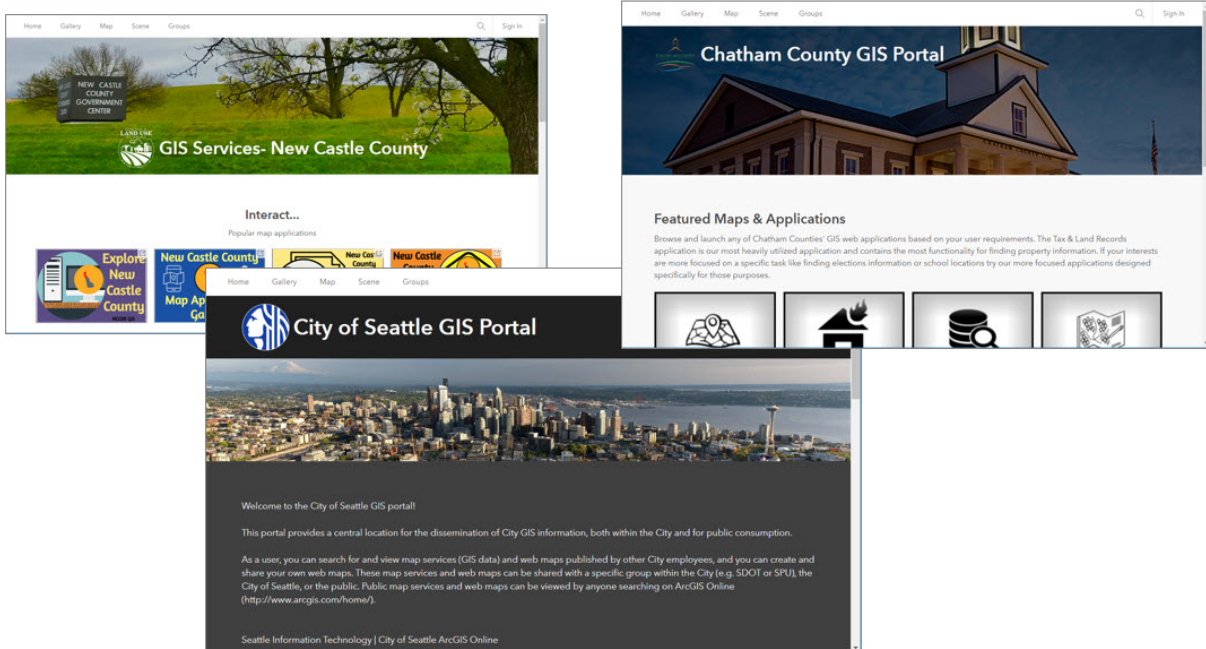 Home Gallery Map Scene Groups Sign In
NEW CASTLE
COUNTY
GOVERNMENT
CENTER
LAND USE
GIS Services- New Castle County
Interact...
Popular map applications
Explore
New
Castle
County
New Castle County
Map Ap
Ga
New Cas
County
New Castle
County
Home Gallery Map Scene Groups Sign In
Chatham County GIS Portal
Featured Maps & Applications
Browse and launch any of Chatham Counties' GIS web applications based on your user requirements. The Tax & Land Records
application is our most heavily utilized application and contains the most functionality for finding property information. If your interests
are more focused on a specific task like finding elections information or school locations try our more focused applications designed
specifically for those purposes.
Home Gallery Map Scene Groups
City of Seattle GIS Portal
Welcome to the City of Seattle GIS portal!
This portal provides a central location for the dissemination of City GIS information, both within the City and for public consumption.
As a user, you can search for and view map services (GIS data) and web maps published by other City employees, and you can create and
share your own web maps. These map services and web maps can be shared with a specific group within the City (e.g. SDOT or SPU), the
City of Seattle, or the public. Public map services and web maps can be viewed by anyone searching on ArcGIS Online
(http://www.arcgis.com/home/).
Seattle Information Technology | City of Seattle ArcGIS Online